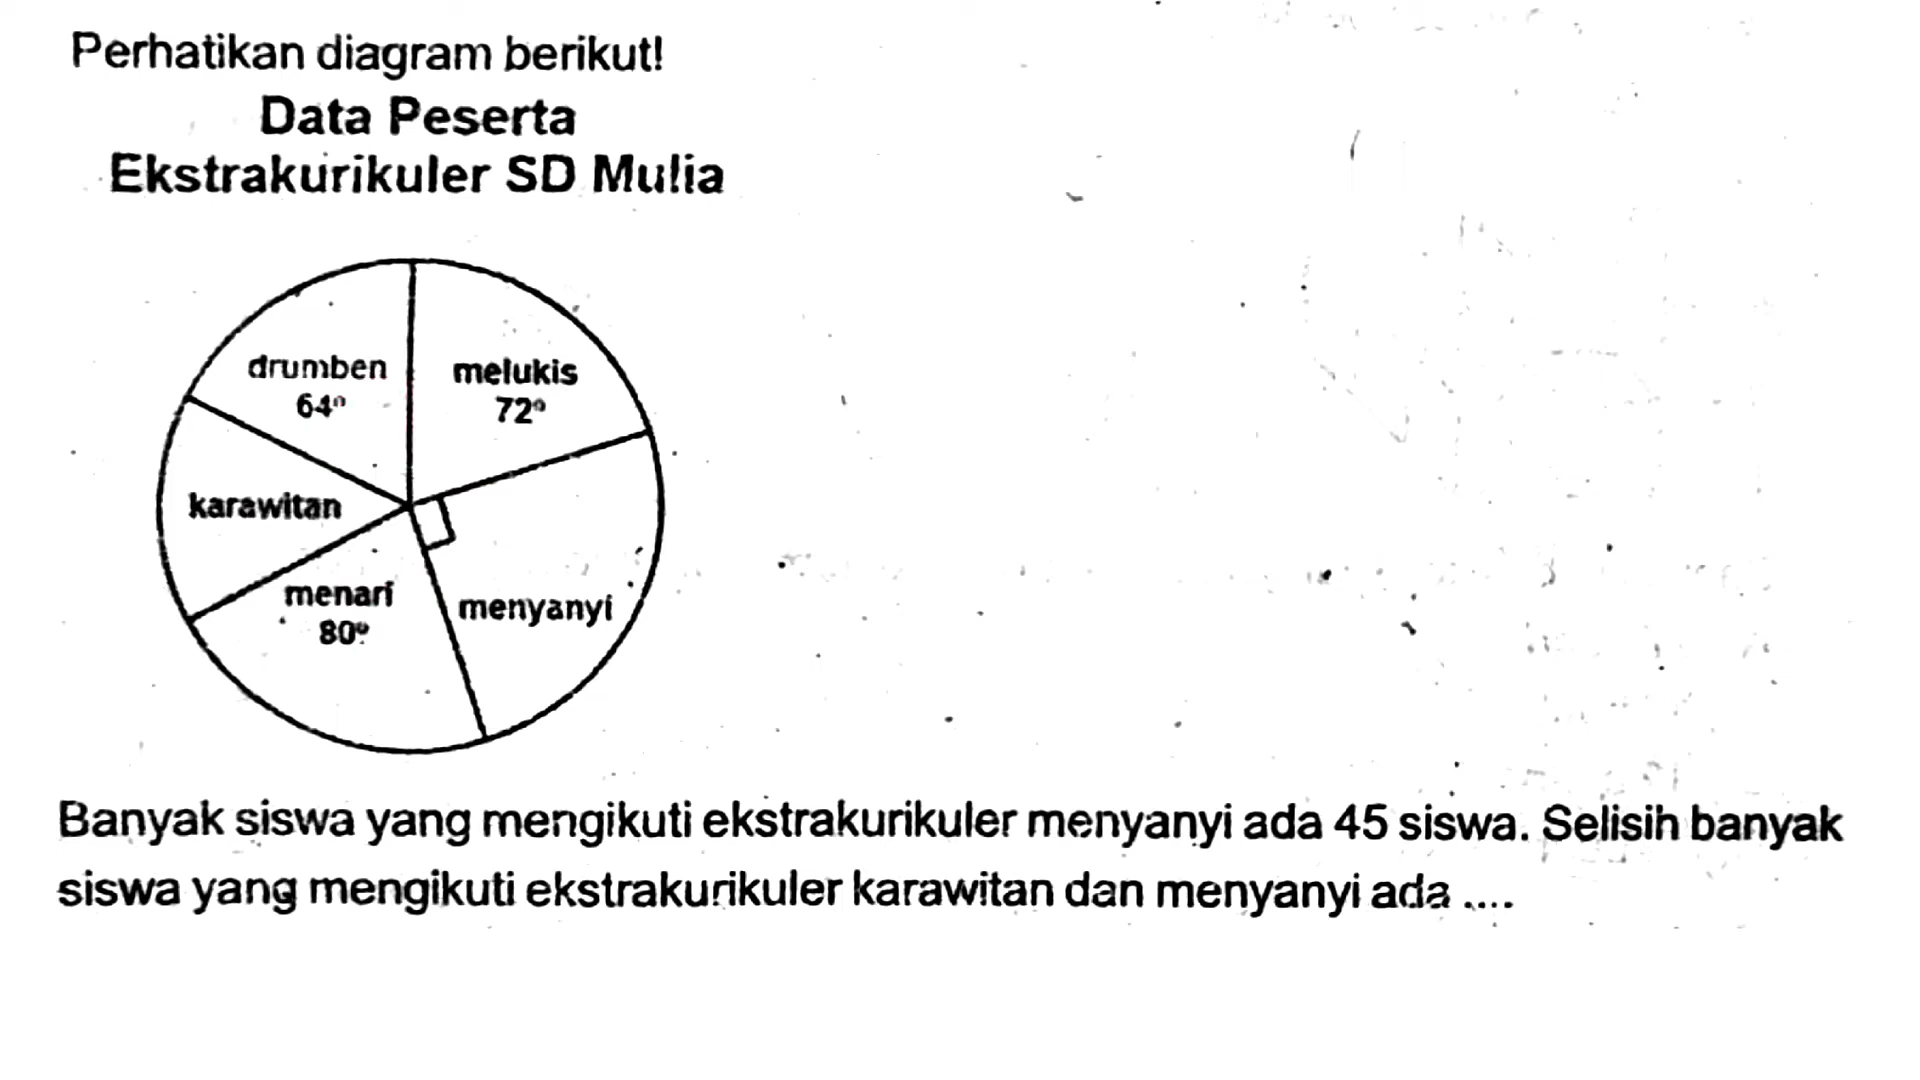 Perhatikan diagram berikut!
Data Peserta
Ekstrakurikuler SD Mulia
drumben
64°
melukis
72°
karawitan
menari
80°
menyanyi
Banyak siswa yang mengikuti ekstrakurikuler menyanyi ada 45 siswa. Selisih banyak
siswa yang mengikuti ekstrakurikuler karawitan dan menyanyi ada ....